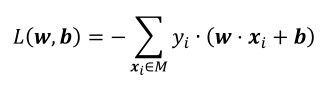 L(w, b) = − ∑_{x_i∈M} y_i · (w · x_i + b)